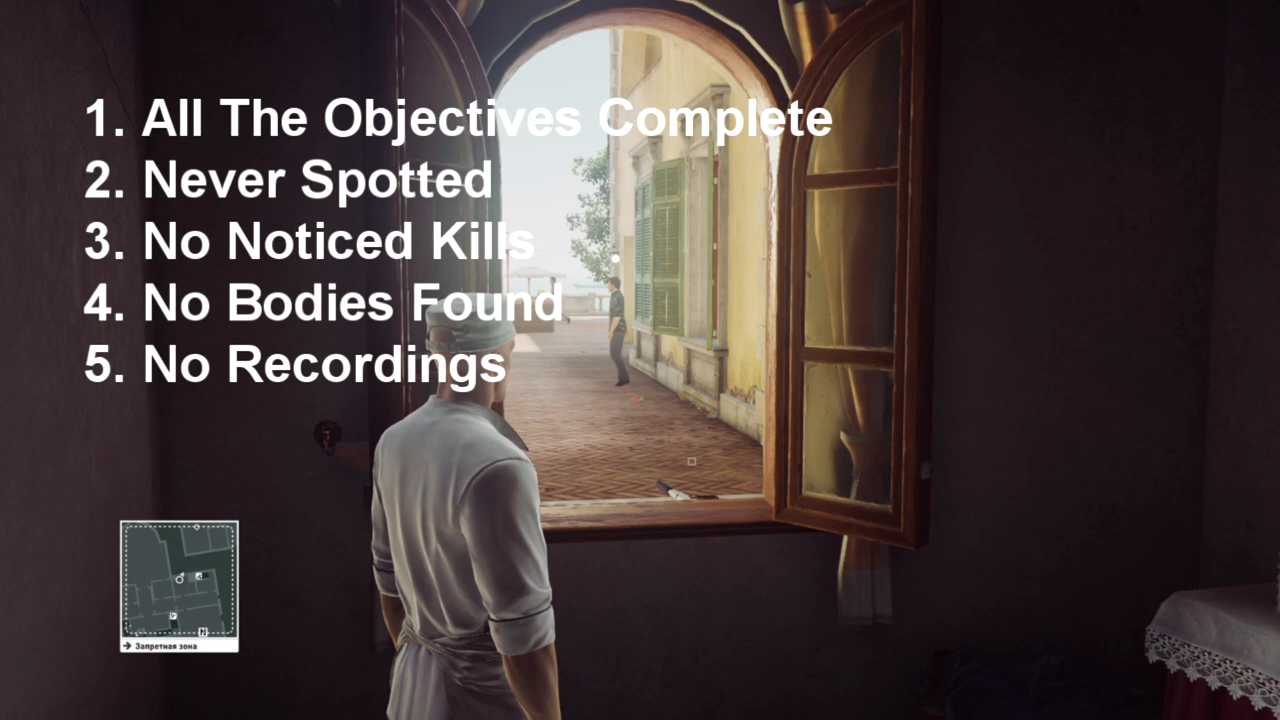 1. All The Objectives Complete
2. Never Spotted
3. No Noticed Kills
4. No Bodies Found
5. No Recordings
Запретная зона